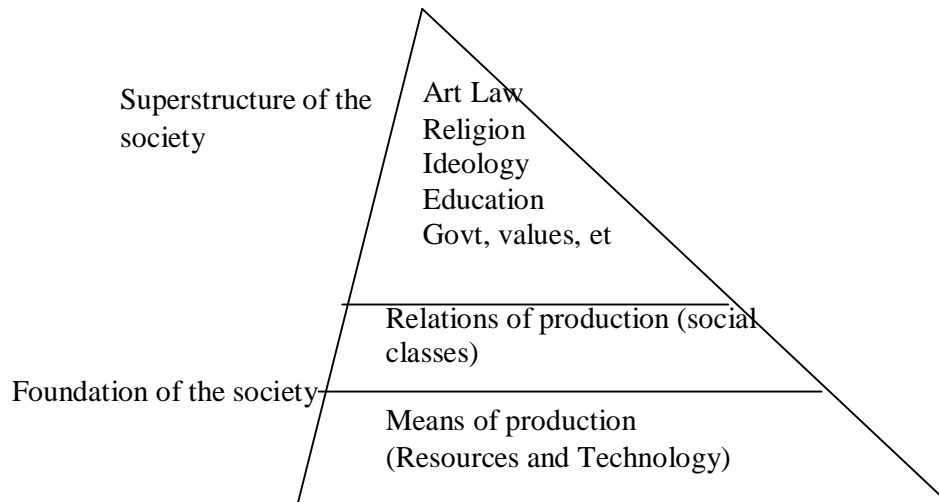 Superstructure of the
society
Art Law
Religion
Ideology
Education
Govt, values, et
Relations of production (social
classes)
Foundation of the society
Means of production
(Resources and Technology)